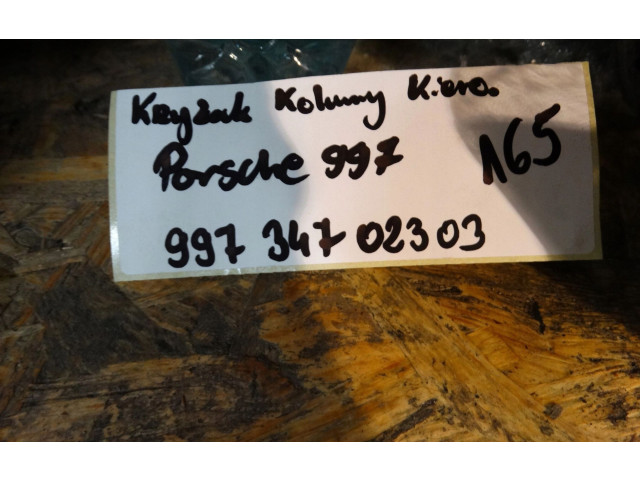 Krzyżak Kolumny Kiero.
Porsche 997
165
997 347 023 03